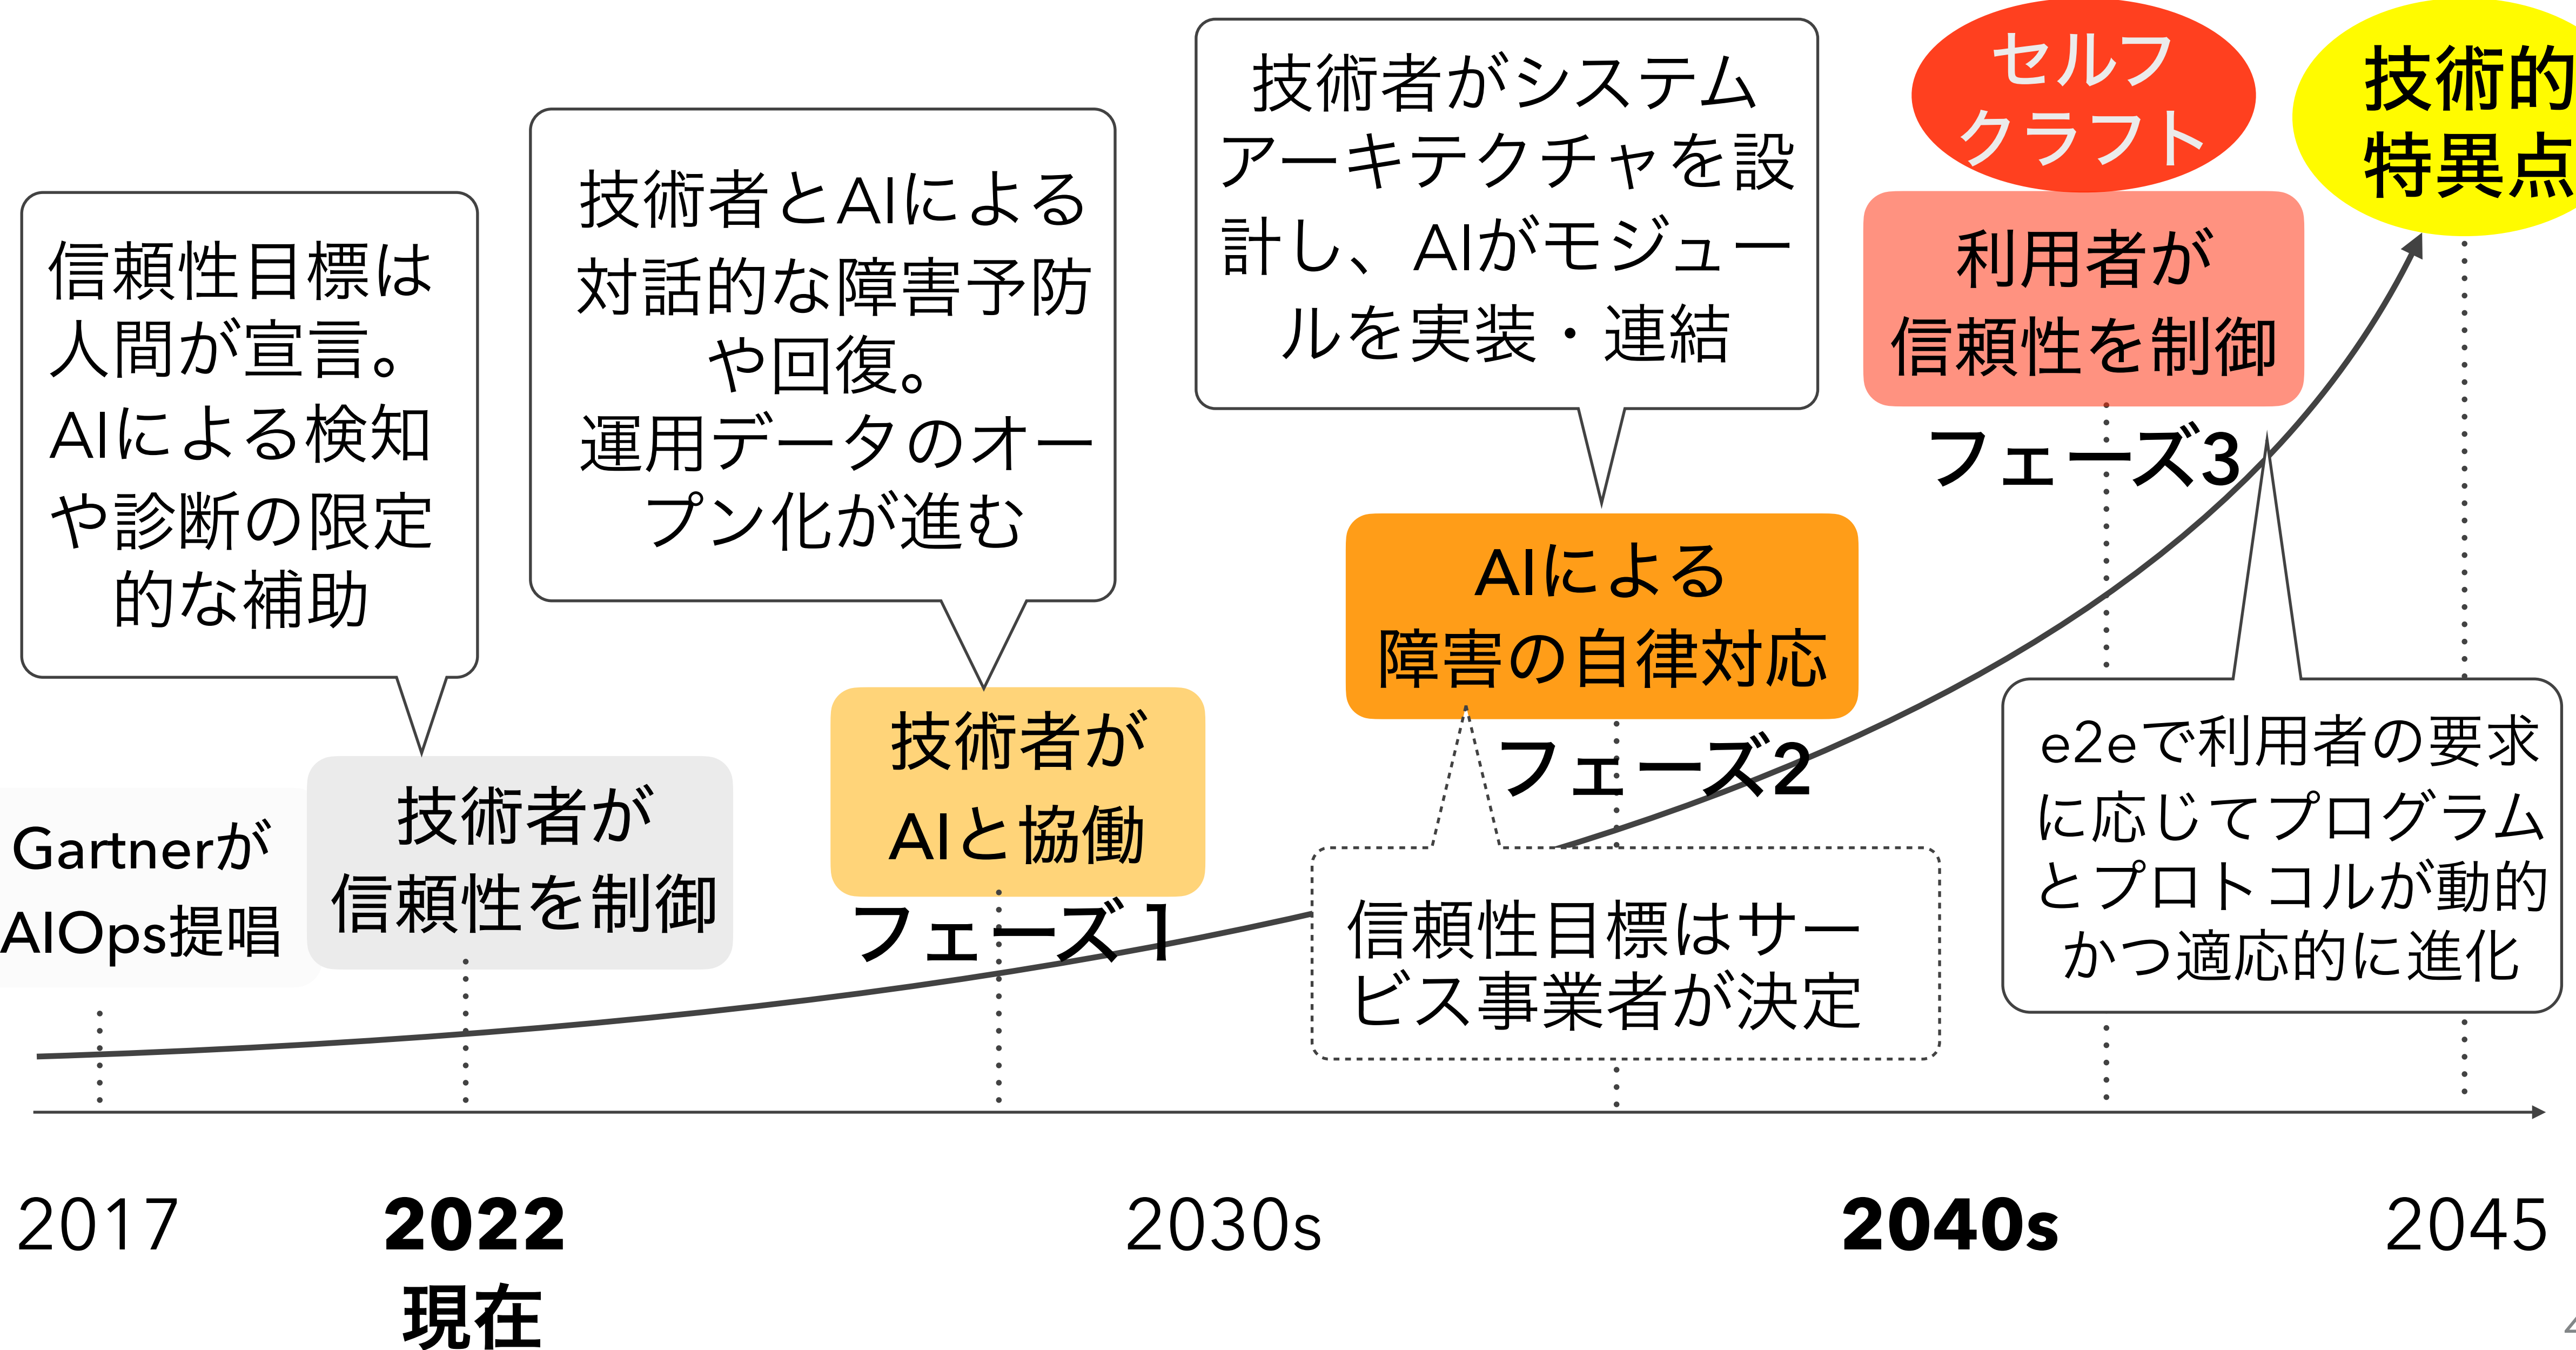 信頼性目標は
人間が宣言。
AIによる検知
や診断の限定
的な補助
技術者とAIによる
対話的な障害予防
や回復。
運用データのオー
プン化が進む
技術者がシステム
アーキテクチャを設
計し、AIがモジュー
ルを実装・連結
セルフ
クラフト
技術的
特異点
利用者が
信頼性を制御
フェーズ3
AIによる
障害の自律対応
フェーズ2
技術者が
AIと協働
フェーズ1
Gartnerが
AIOps提唱
技術者が
信頼性を制御
信頼性目標はサー
ビス事業者が決定
e2eで利用者の要求
に応じてプログラム
とプロトコルが動的
かつ適応的に進化
2017
2022
現在
2030s
2040s
2045